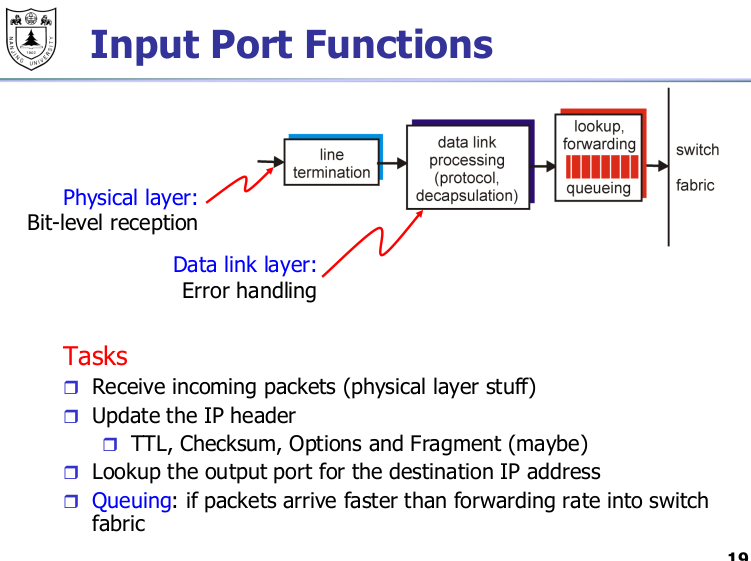 Input Port Functions
NANJING UNIVERSITY
1902
line
termination
data link
processing
(protocol,
decapsulation)
lookup,
forwarding
queueing
switch
fabric
Physical layer:
Bit-level reception
Data link layer:
Error handling
Tasks
Receive incoming packets (physical layer stuff)
Update the IP header
TTL, Checksum, Options and Fragment (maybe)
Lookup the output port for the destination IP address
Queuing: if packets arrive faster than forwarding rate into switch
fabric
19